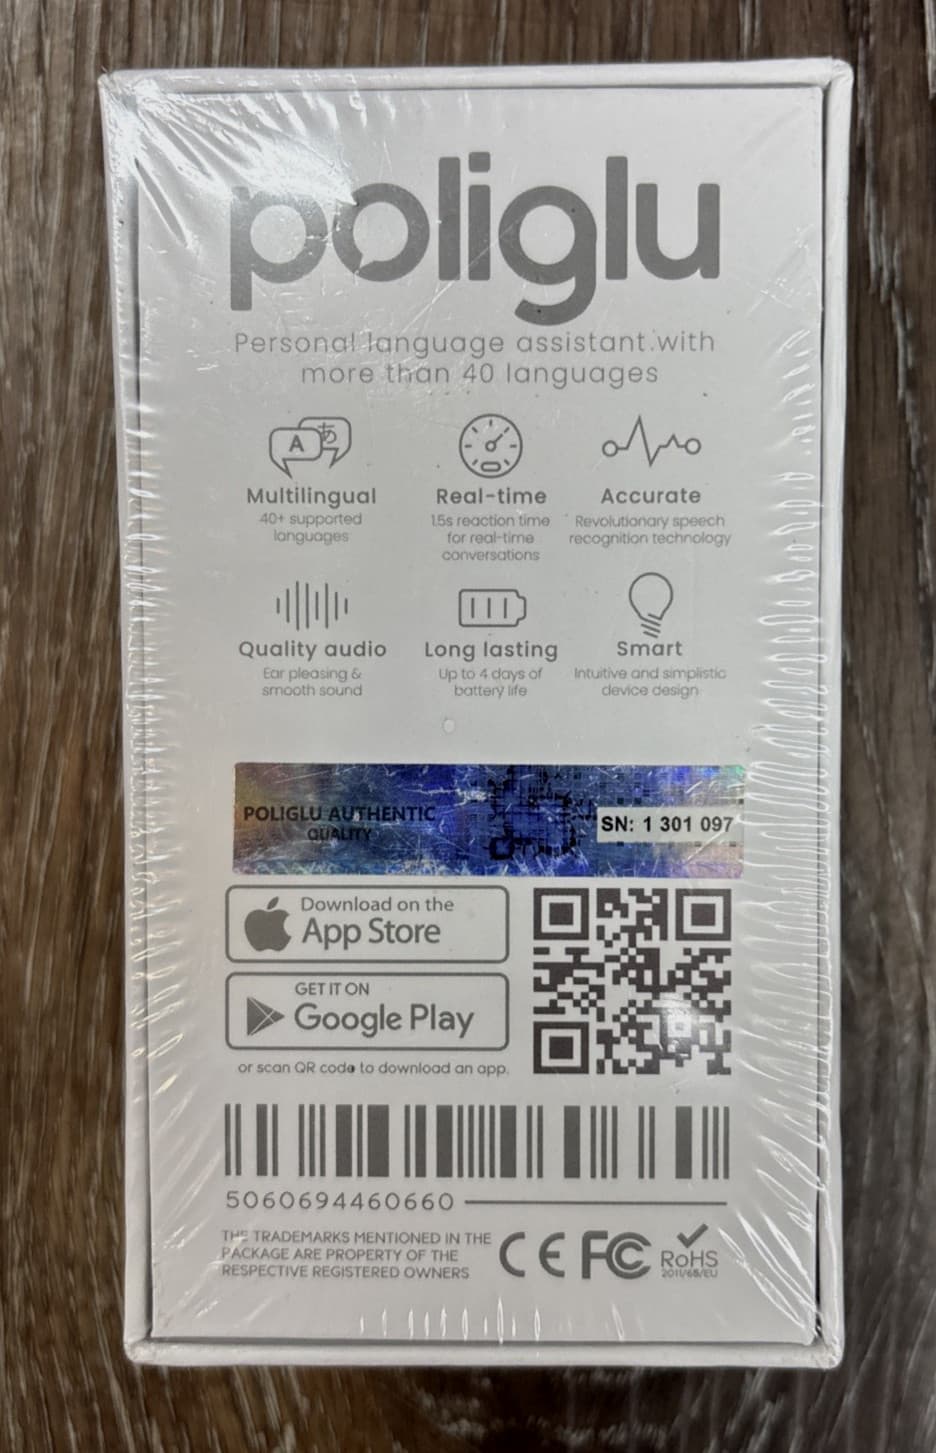 poliglu
Personal language assistant with
more than 40 languages
A あ
Multilingual
40+ supported
languages
Real-time
1.5s reaction time
for real-time
conversations
Accurate
Revolutionary speech
recognition technology
Quality audio
Ear pleasing &
smooth sound
Long lasting
Up to 4 days of
battery life
Smart
Intuitive and simplistic
device design
POLIGLU AUTHENTIC
QUALITY
SN: 1 301 097
Download on the
App Store
GET IT ON
Google Play
or scan QR code to download an app.
5060694460660
THE TRADEMARKS MENTIONED IN THE
PACKAGE ARE PROPERTY OF THE
RESPECTIVE REGISTERED OWNERS
CE FC RoHS
2011/65/EU